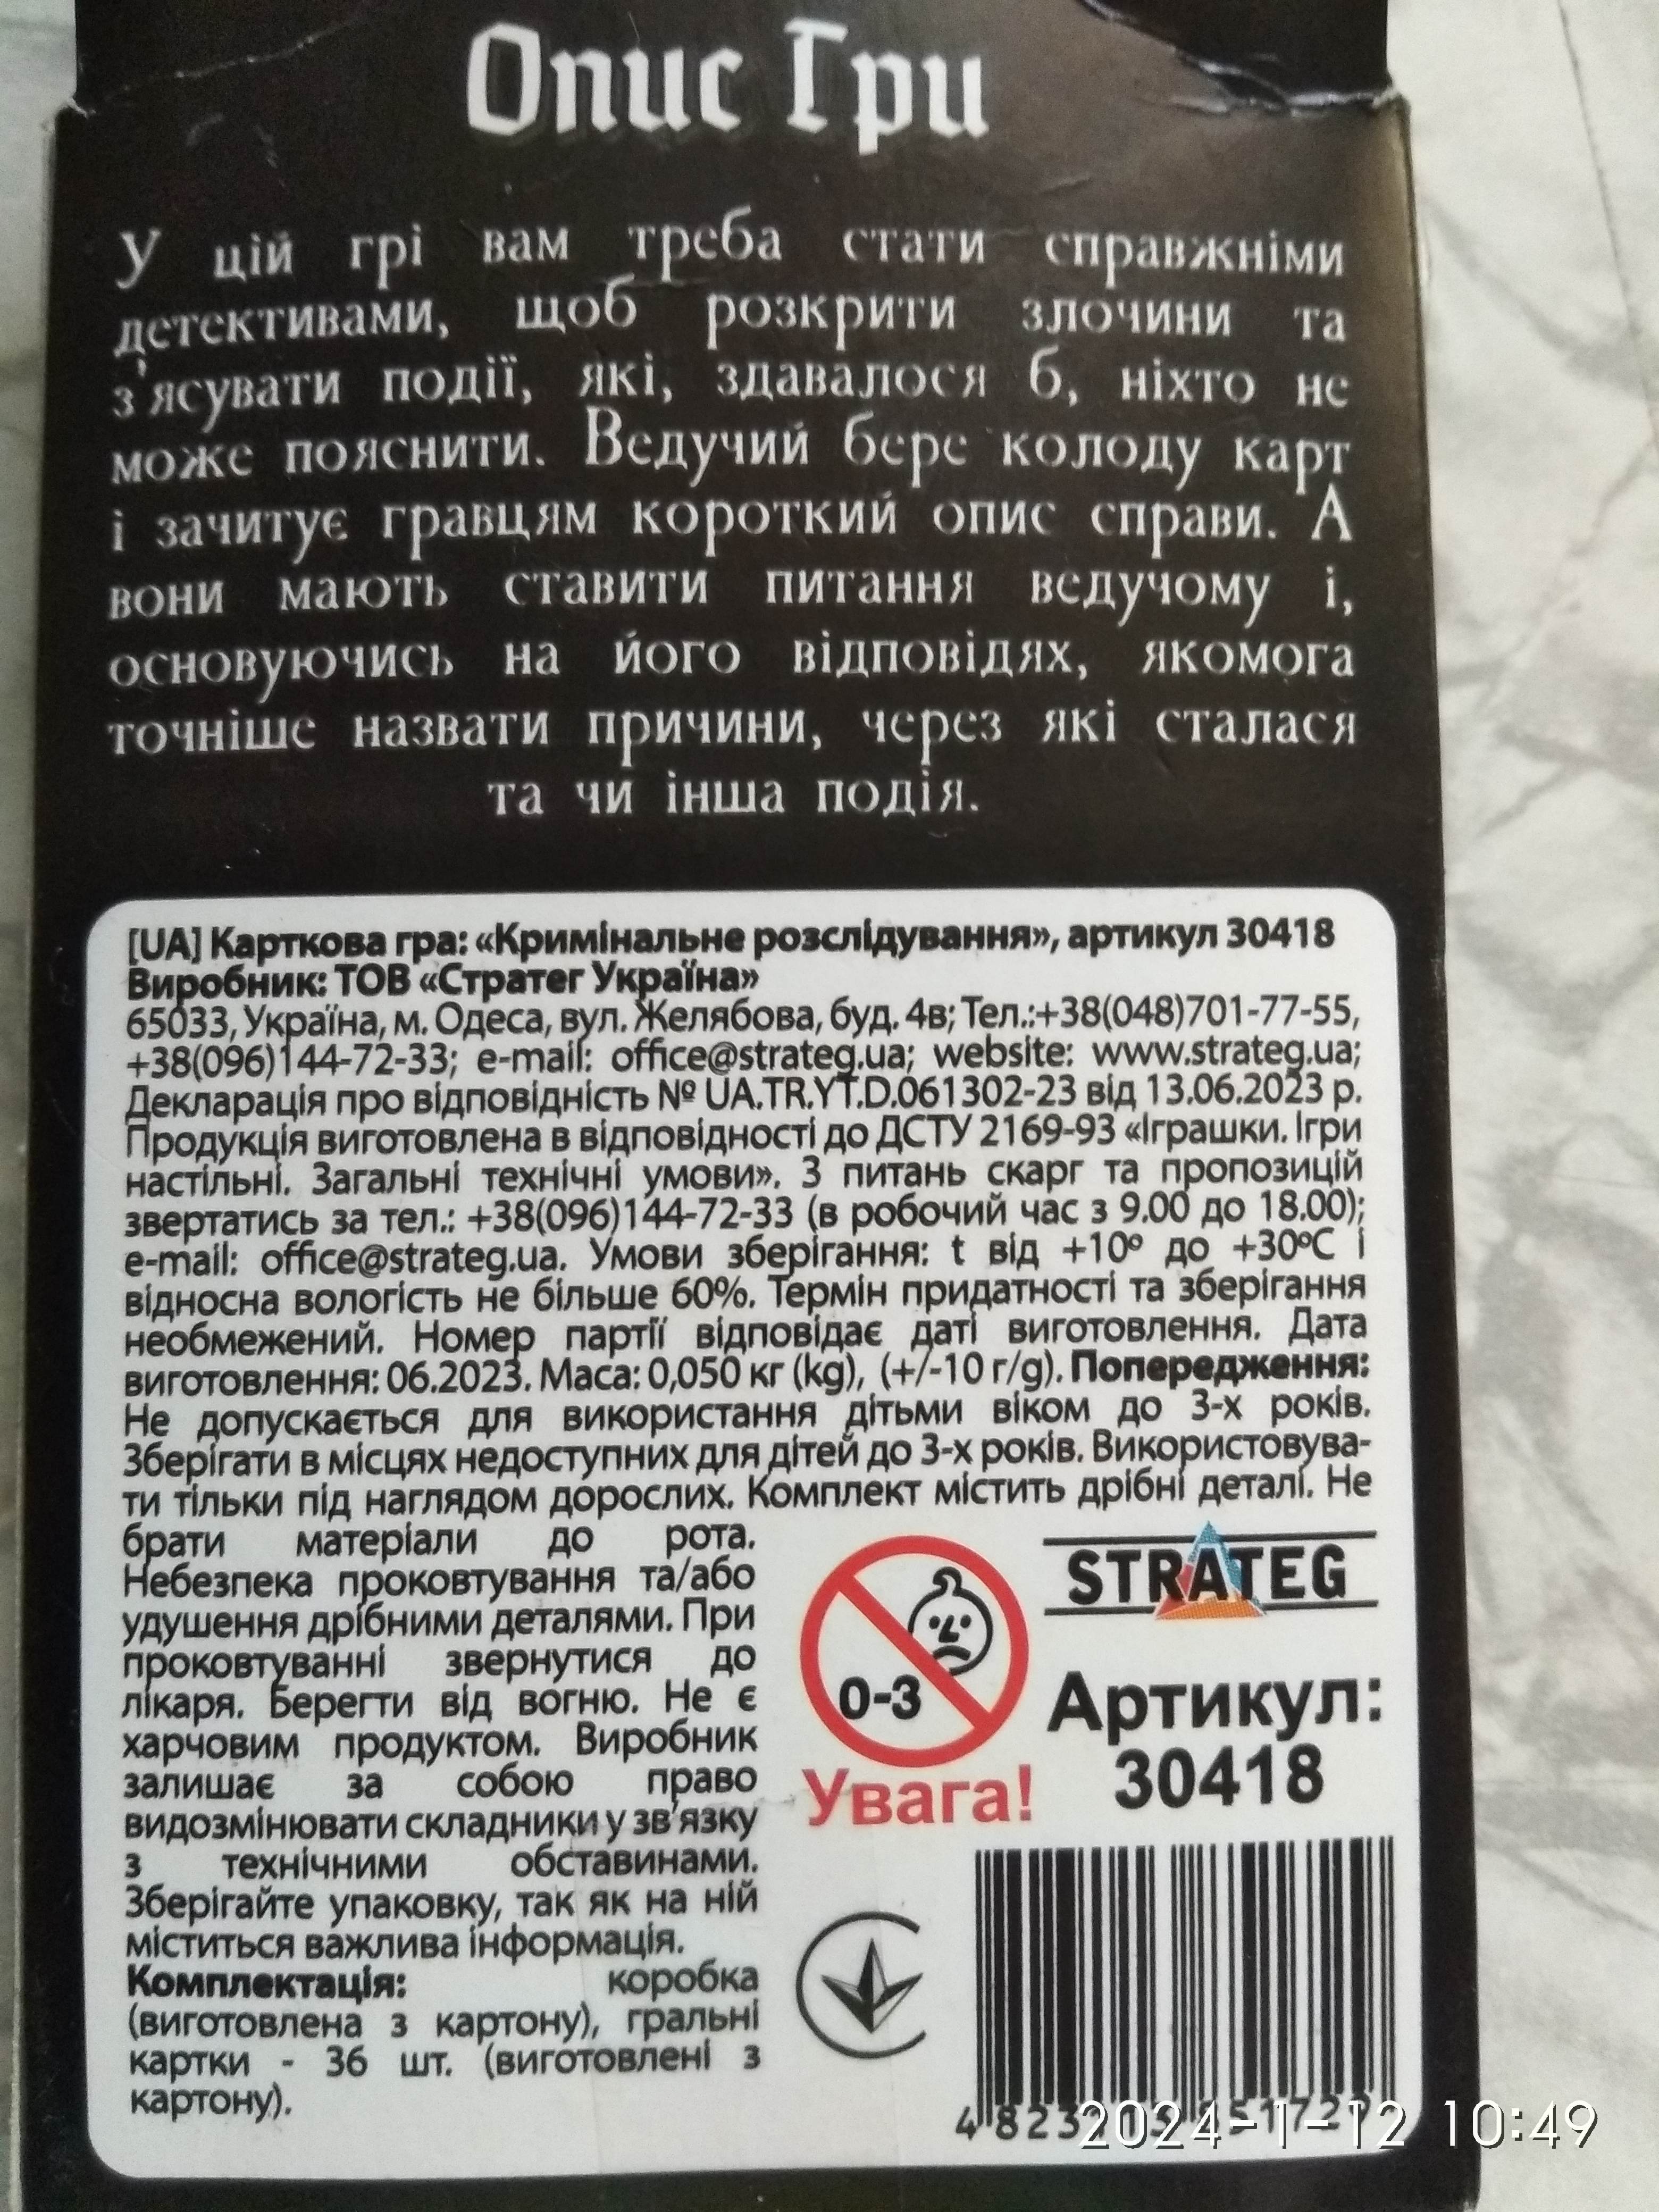 Опис Гри
У цій грі вам треба стати справжніми
детективами, щоб розкрити злочини та
з'ясувати події, які, здавалося б, ніхто не
може пояснити. Ведучий бере колоду карт
і зачитує гравцям короткий опис справи. А
вони мають ставити питання ведучому і,
основуючись на його відповідях, якомога
точніше назвати причини, через які сталася
та чи інша подія.
[UA] Карткова гра: «Кримінальне розслідування», артикул 30418
Виробник: ТОВ «Стратег Україна»
65033, Україна, м. Одеса, вул. Желябова, буд. 4в; Тел.:+38(048)701-77-55,
+38(096)144-72-33; e-mail: office@strateg.ua; website: www.strateg.ua;
Декларація про відповідність № UA.TR.YT.D.061302-23 від 13.06.2023 р.
Продукція виготовлена в відповідності до ДСТУ 2169-93 «Іграшки. Ігри
настільні. Загальні технічні умови». З питань скарг та пропозицій
звертатись за тел.: +38(096)144-72-33 (в робочий час з 9.00 до 18.00);
e-mail: office@strateg.ua. Умови зберігання: t від +10º до +30ºС і
відносна вологість не більше 60%. Термін придатності та зберігання
необмежений. Номер партії відповідає даті виготовлення. Дата
виготовлення: 06.2023. Маса: 0,050 кг (kg), (+/-10 г/g). Попередження:
Не допускається для використання дітьми віком до 3-х років.
Зберігати в місцях недоступних для дітей до 3-х років. Використовува-
ти тільки під наглядом дорослих. Комплект містить дрібні деталі. Не
брати матеріали до рота.
Небезпека проковтування та/або
удушення дрібними деталями. При
проковтуванні звернутися до
лікаря. Берегти від вогню. Не є
харчовим продуктом. Виробник
залишає за собою право
видозмінювати складники у зв'язку
з технічними обставинами.
Зберігайте упаковку, так як на ній
міститься важлива інформація.
Комплектація: коробка
(виготовлена з картону), гральні
картки - 36 шт. (виготовлені з
картону).
0-3
Увага!
STRATEG
Артикул:
30418
2024-1-12 10:49